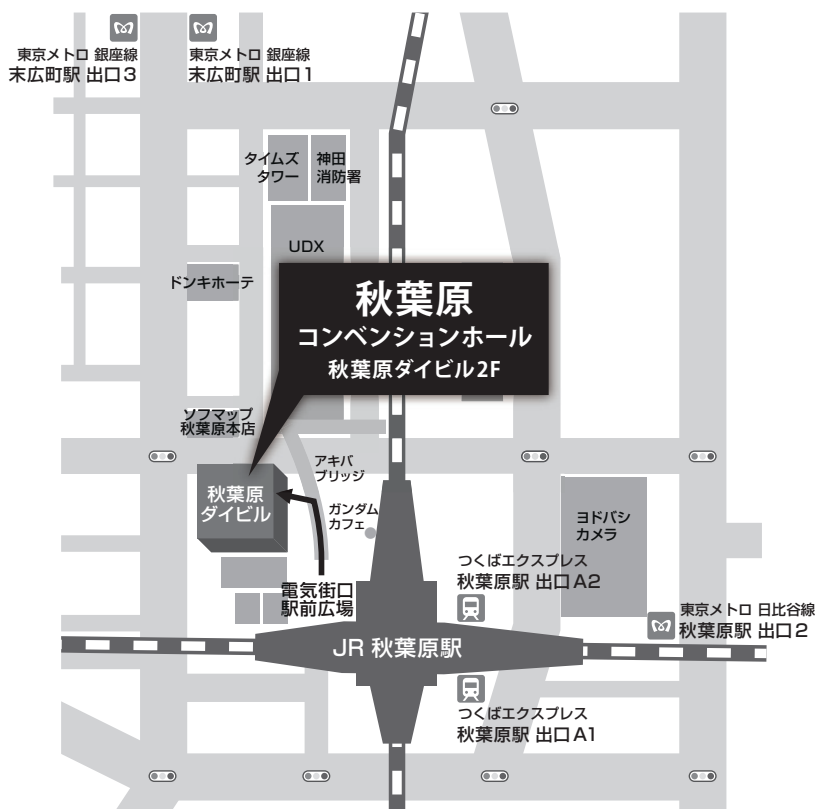 東京メトロ 銀座線
末広町駅 出口3
東京メトロ 銀座線
末広町駅 出口1
タイムズ
タワー
神田
消防署
UDX
ドンキホーテ
秋葉原
コンベンションホール
秋葉原ダイビル2F
ソフマップ
秋葉原本店
アキバ
ブリッジ
秋葉原
ダイビル
ガンダム
カフェ
ヨドバシ
カメラ
つくばエクスプレス
秋葉原駅 出口A2
電気街口
駅前広場
東京メトロ 日比谷線
秋葉原駅 出口2
JR 秋葉原駅
つくばエクスプレス
秋葉原駅 出口A1